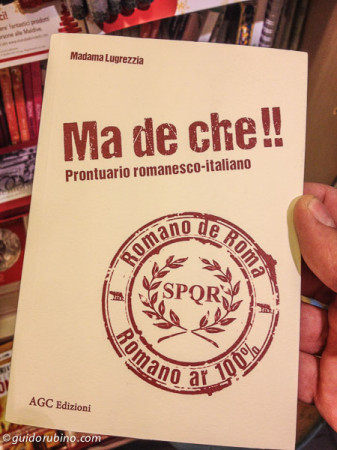 Madama Lugrezzia
Ma de che!!
Prontuario romanesco-italiano
Romano de Roma
SPQR
Romano ar 100%
AGC Edizioni
© guidorubino.com